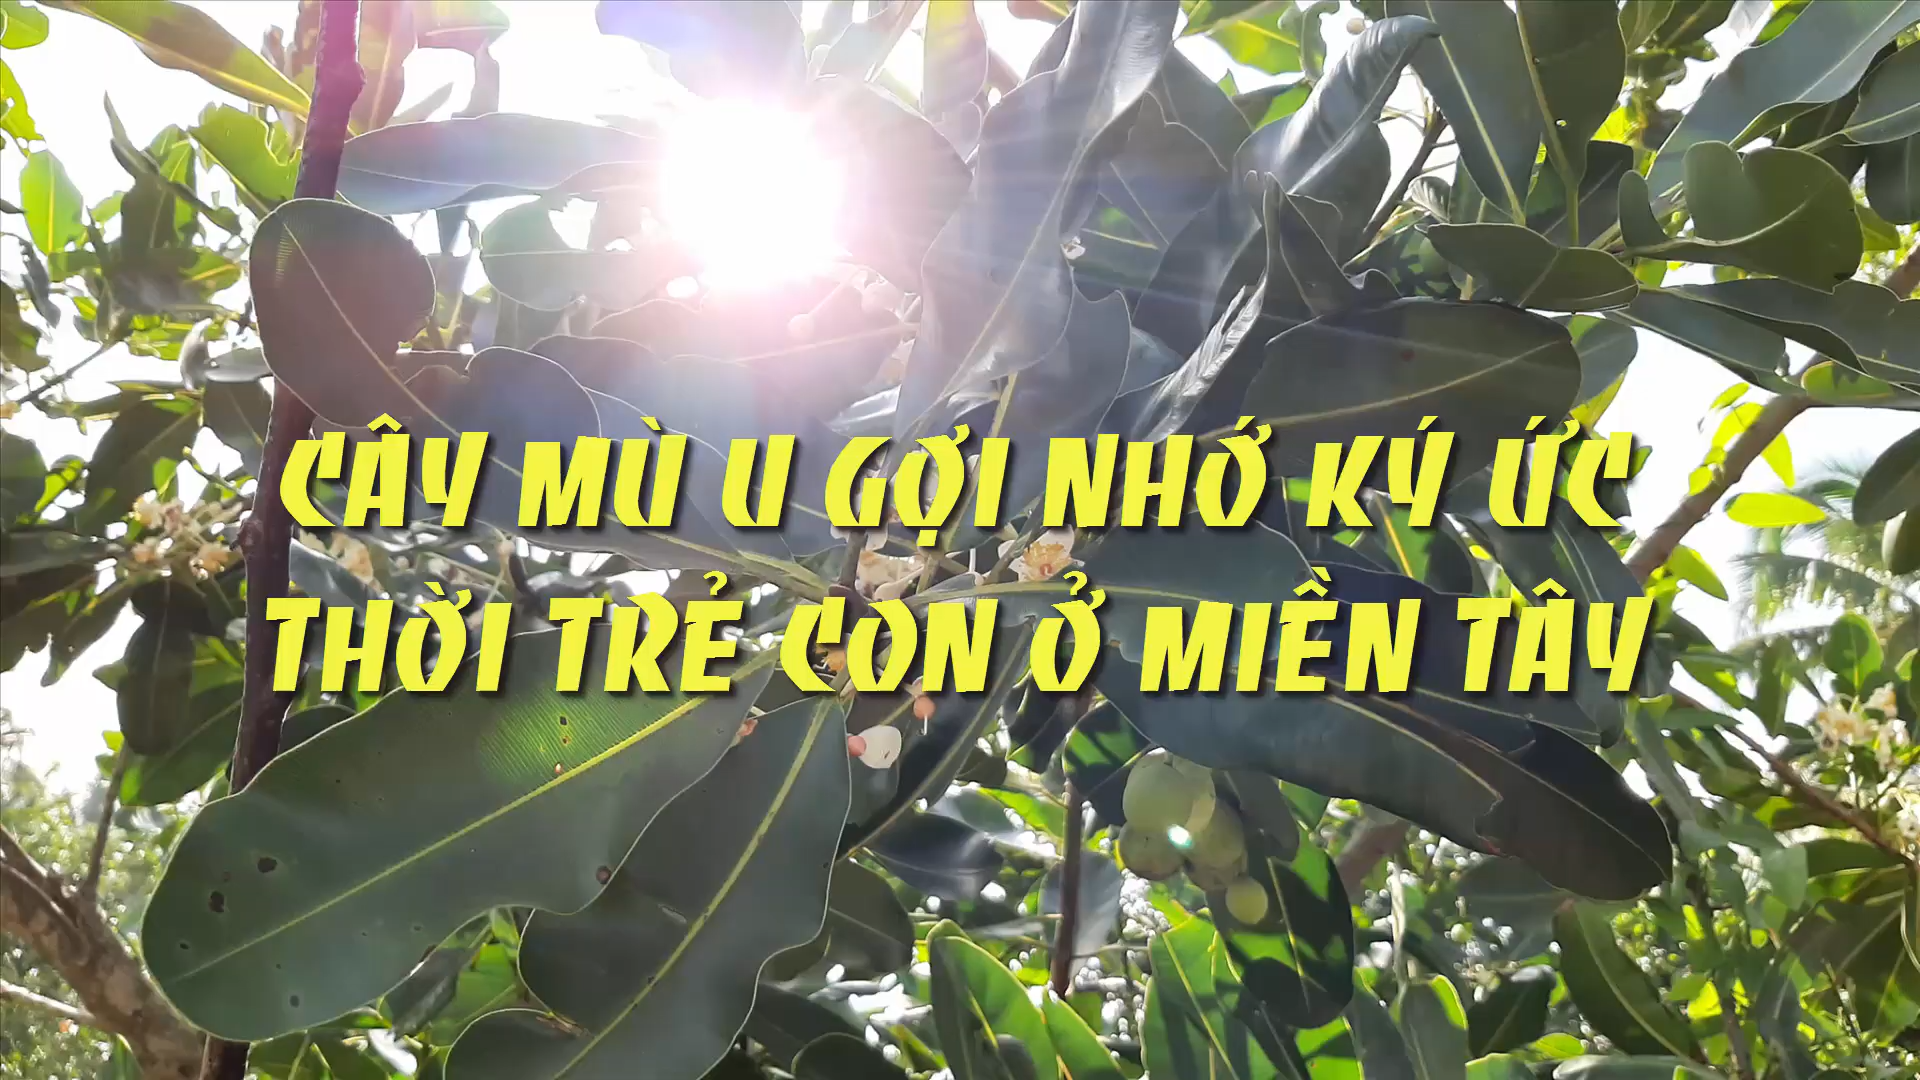 CÂY MÙ U GỢI NHỚ KÝ ỨC
THỜI TRẺ CON Ở MIỀN TÂY